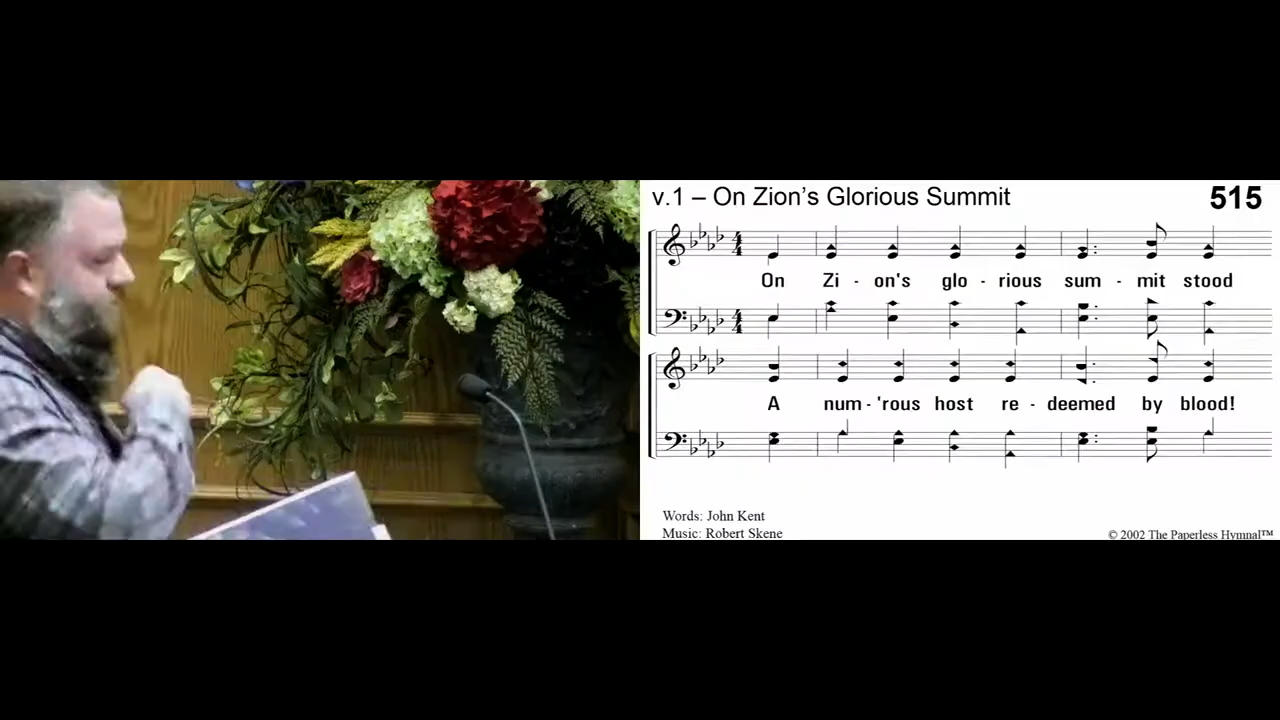 v.1 – On Zion's Glorious Summit 515
On Zi - on's glo - rious sum - mit stood
A num - 'rous host re - deemed by blood!
Words: John Kent
Music: Robert Skene
© 2002 The Paperless Hymnal™